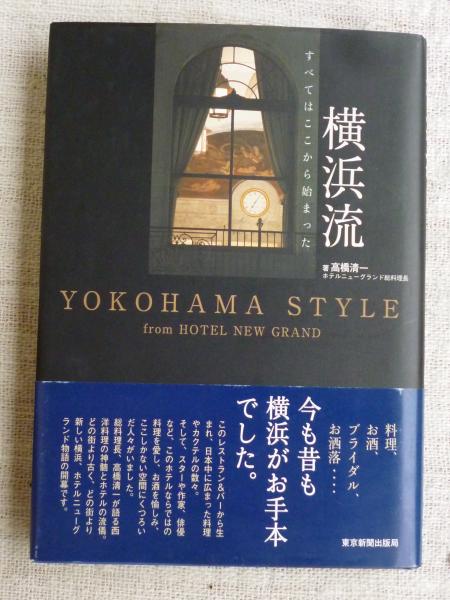 横浜流
すべてはここから始まった
著 高橋清一
ホテルニューグランド総料理長
YOKOHAMA STYLE
from HOTEL NEW GRAND
料理、
お酒、
ブライダル、
お洒落‥‥
今も昔も
横浜がお手本
でした。
このレストラン&バーから生
まれ、日本中に広まった料理
やカクテルの数々。
そして、スターや作家、俳優
など、このホテルならではの
料理を愛し、お酒を愉しみ、
ここしかない空間にくつろい
だ人々がいました。
総料理長、高橋清一が語る西
洋料理の神髄とホテルの流儀。
どの街より古く、どの街より
新しい横浜、ホテルニューグ
ランド物語の開幕です。
東京新聞出版局